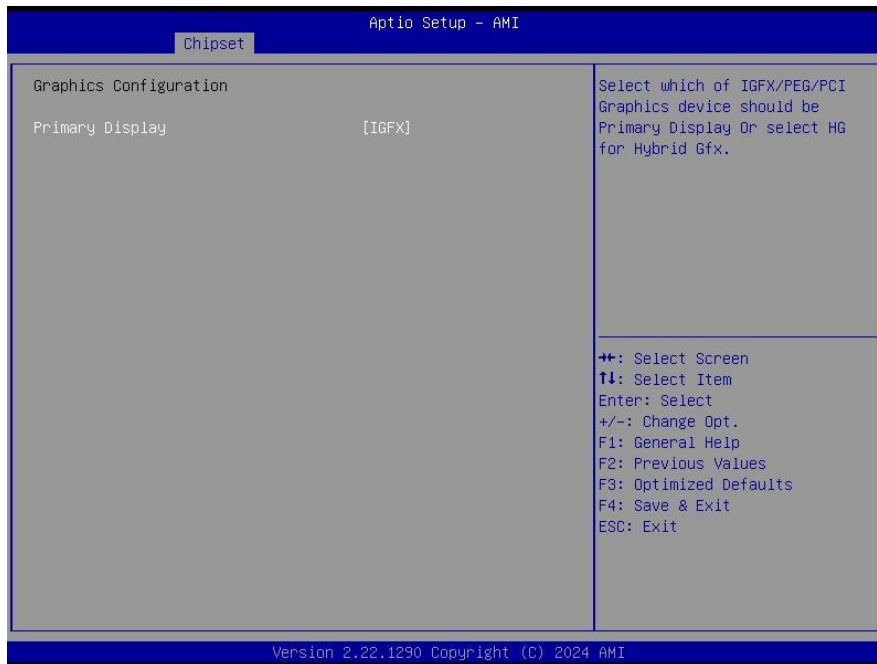 Aptio Setup - AMI
Chipset
Graphics Configuration
Primary Display [IGFX]
Select which of IGFX/PEG/PCI
Graphics device should be
Primary Display Or select HG
for Hybrid Gfx.
→←: Select Screen
↑↓: Select Item
Enter: Select
+/-: Change Opt.
F1: General Help
F2: Previous Values
F3: Optimized Defaults
F4: Save & Exit
ESC: Exit
Version 2.22.1290 Copyright (C) 2024 AMI